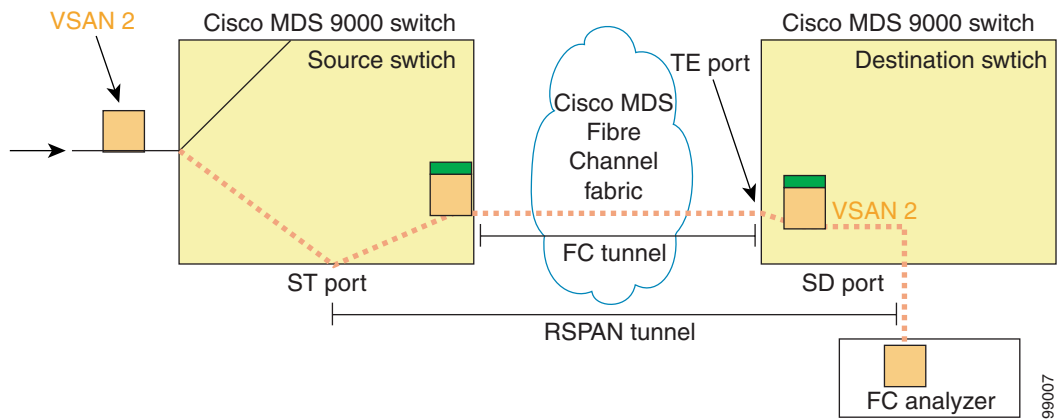 VSAN 2
Cisco MDS 9000 switch
Cisco MDS 9000 switch
Source swtich
TE port
Destination swtich
Cisco MDS
Fibre
Channel
fabric
VSAN 2
FC tunnel
ST port
SD port
RSPAN tunnel
FC analyzer
99007